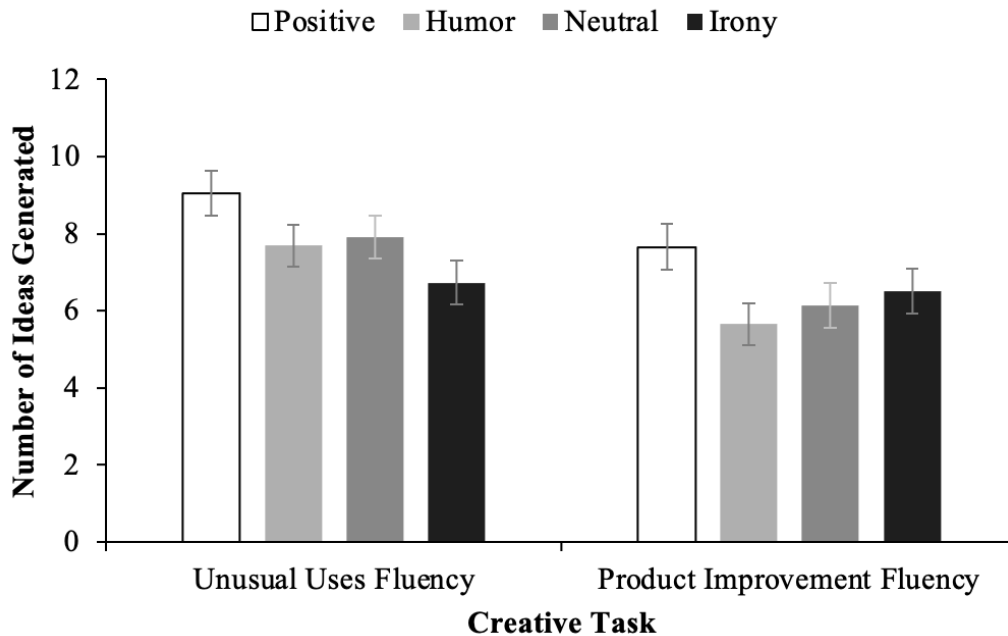 Positive Humor Neutral Irony
Number of Ideas Generated
12
10
8
6
4
2
0
Unusual Uses Fluency Product Improvement Fluency
Creative Task